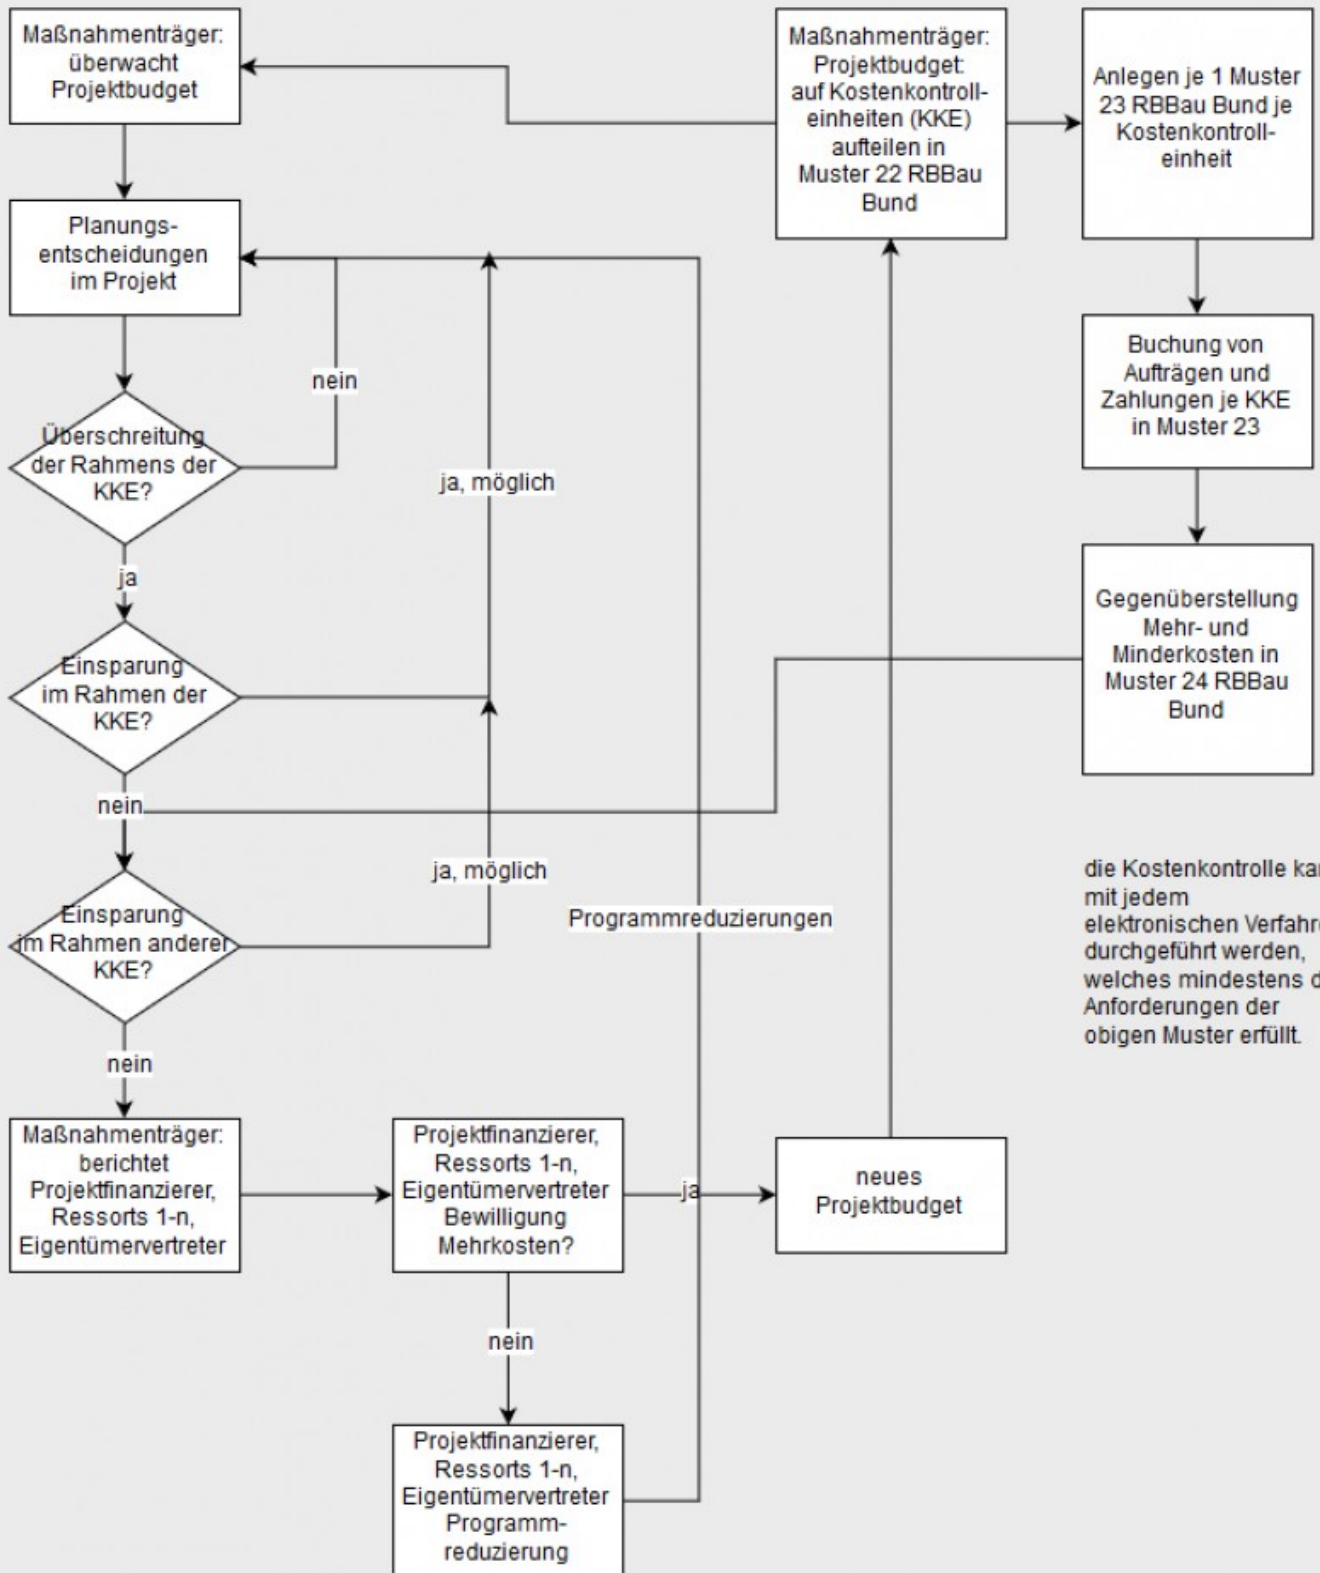 Maßnahmenträger:
überwacht
Projektbudget
Maßnahmenträger:
Projektbudget:
auf Kostenkontroll-
einheiten (KKE)
aufteilen in
Muster 22 RBBau
Bund
Anlegen je 1 Muster
23 RBBau Bund je
Kostenkontroll-
einheit
Planungs-
entscheidungen
im Projekt
nein
Buchung von
Aufträgen und
Zahlungen je KKE
in Muster 23
Überschreitung
der Rahmens der
KKE?
ja, möglich
ja
Einsparung
im Rahmen der
KKE?
Gegenüberstellung
Mehr- und
Minderkosten in
Muster 24 RBBau
Bund
nein
ja, möglich
Einsparung
im Rahmen anderer
KKE?
Programmreduzierungen
die Kostenkontrolle
mit jedem
elektronischen
durchgeführt werden,
welches mindestens
Anforderungen der
obigen Muster erfüllt.
nein
Maßnahmenträger:
berichtet
Projektfinanzierer,
Ressorts 1-n,
Eigentümervertreter
Projektfinanzierer,
Ressorts 1-n,
Eigentümervertreter
Bewilligung
Mehrkosten?
ja
neues
Projektbudget
nein
Projektfinanzierer,
Ressorts 1-n,
Eigentümervertreter
Programm-
reduzierung